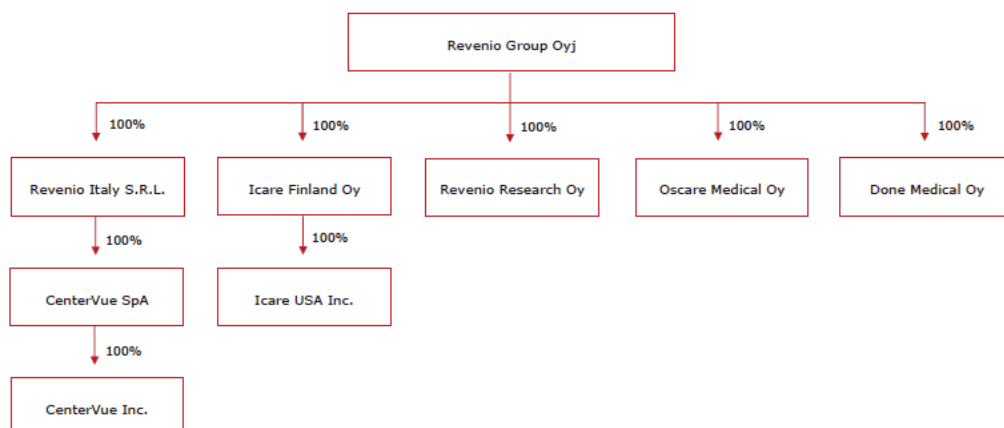 Revenio Group Oyj
100%
100%
100%
100%
100%
Revenio Italy S.R.L.
Icare Finland Oy
Revenio Research Oy
Oscare Medical Oy
Done Medical Oy
100%
100%
CenterVue SpA
Icare USA Inc.
100%
CenterVue Inc.